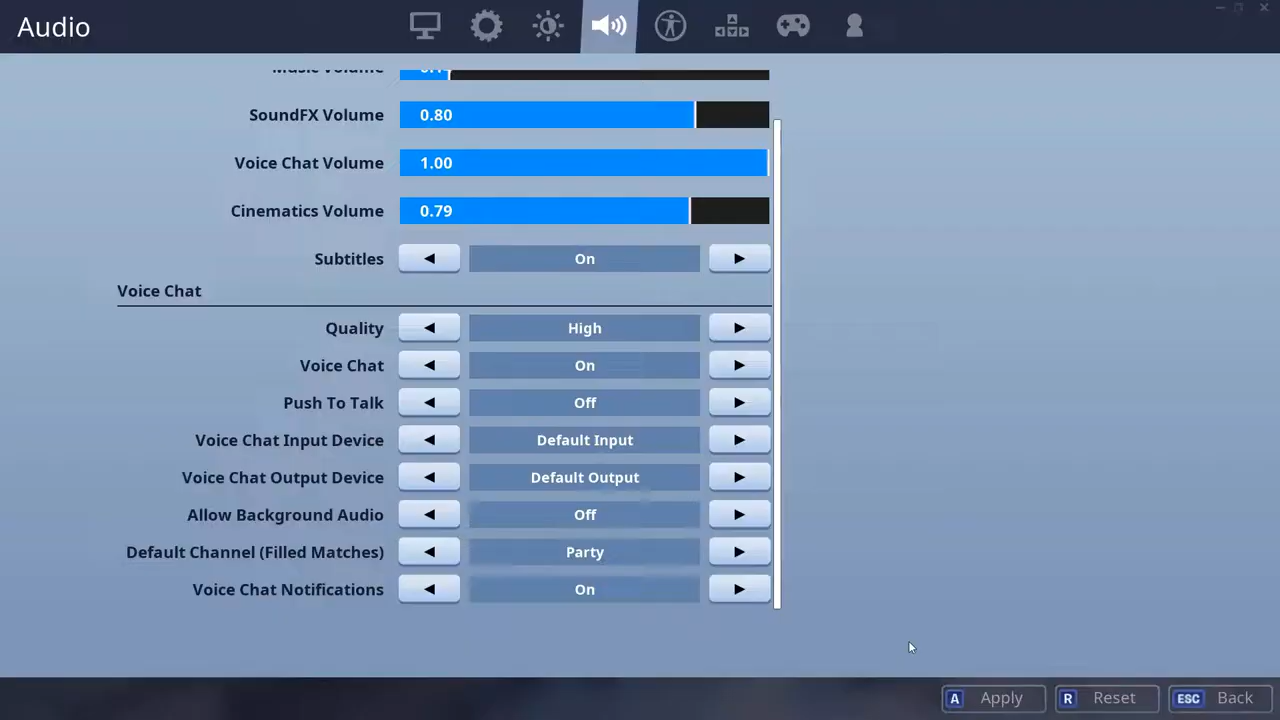 Audio
Music Volume
SoundFX Volume 0.80
Voice Chat Volume 1.00
Cinematics Volume 0.79
Subtitles On
Voice Chat
Quality High
Voice Chat On
Push To Talk Off
Voice Chat Input Device Default Input
Voice Chat Output Device Default Output
Allow Background Audio Off
Default Channel (Filled Matches) Party
Voice Chat Notifications On
A Apply R Reset ESC Back